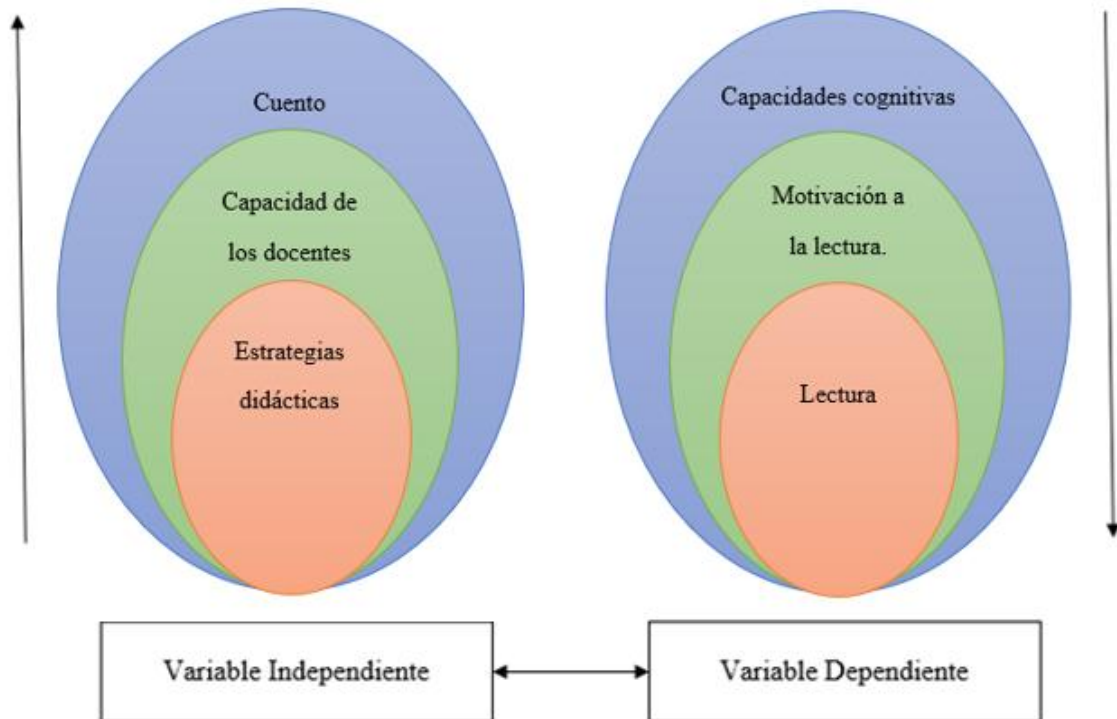 Cuento
Capacidad de
los docentes
Estrategias
didácticas
Capacidades cognitivas
Motivación a
la lectura.
Lectura
Variable Independiente
Variable Dependiente